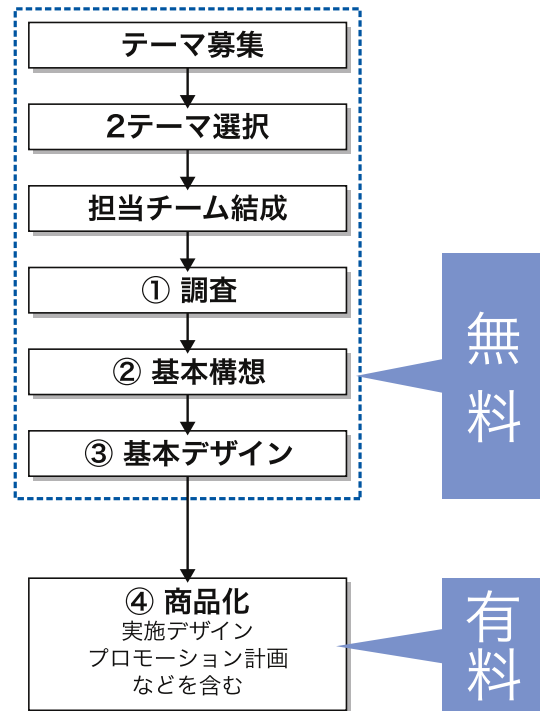 テーマ募集
2テーマ選択
担当チーム結成
① 調査
② 基本構想
③ 基本デザイン
無料
④ 商品化
実施デザイン
プロモーション計画
などを含む
有料